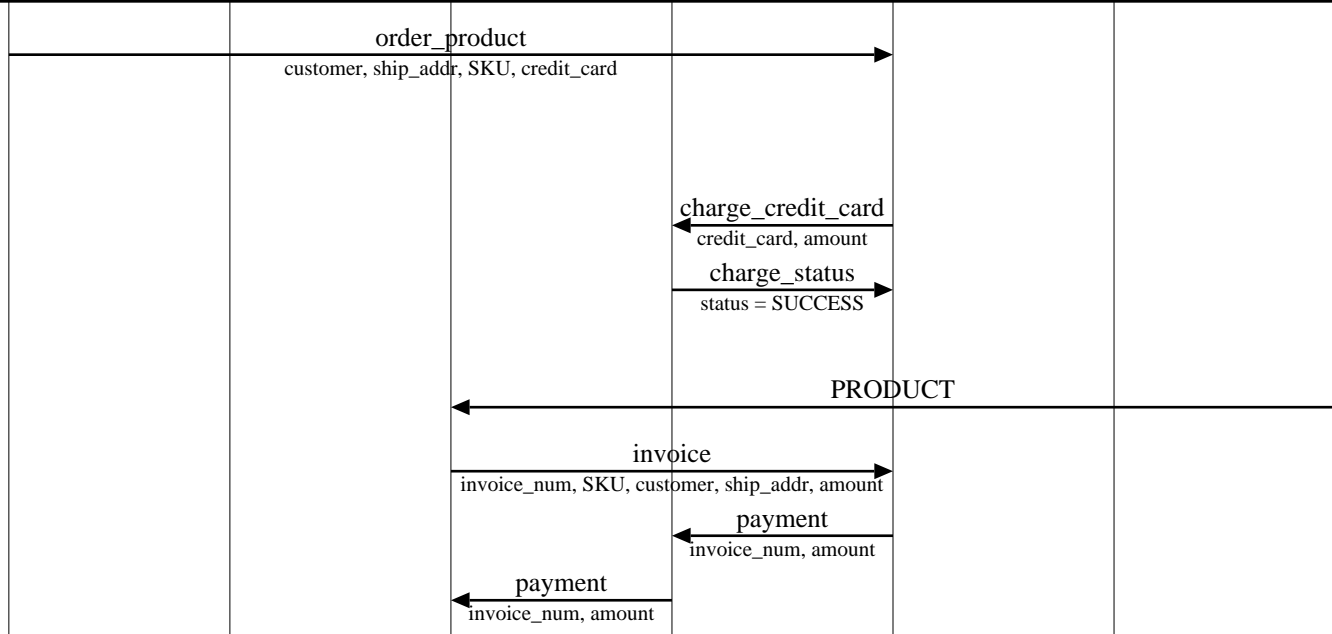 order_product
customer, ship_addr, SKU, credit_card
charge_credit_card
credit_card, amount
charge_status
status = SUCCESS
PRODUCT
invoice
invoice_num, SKU, customer, ship_addr, amount
payment
invoice_num, amount
payment
invoice_num, amount